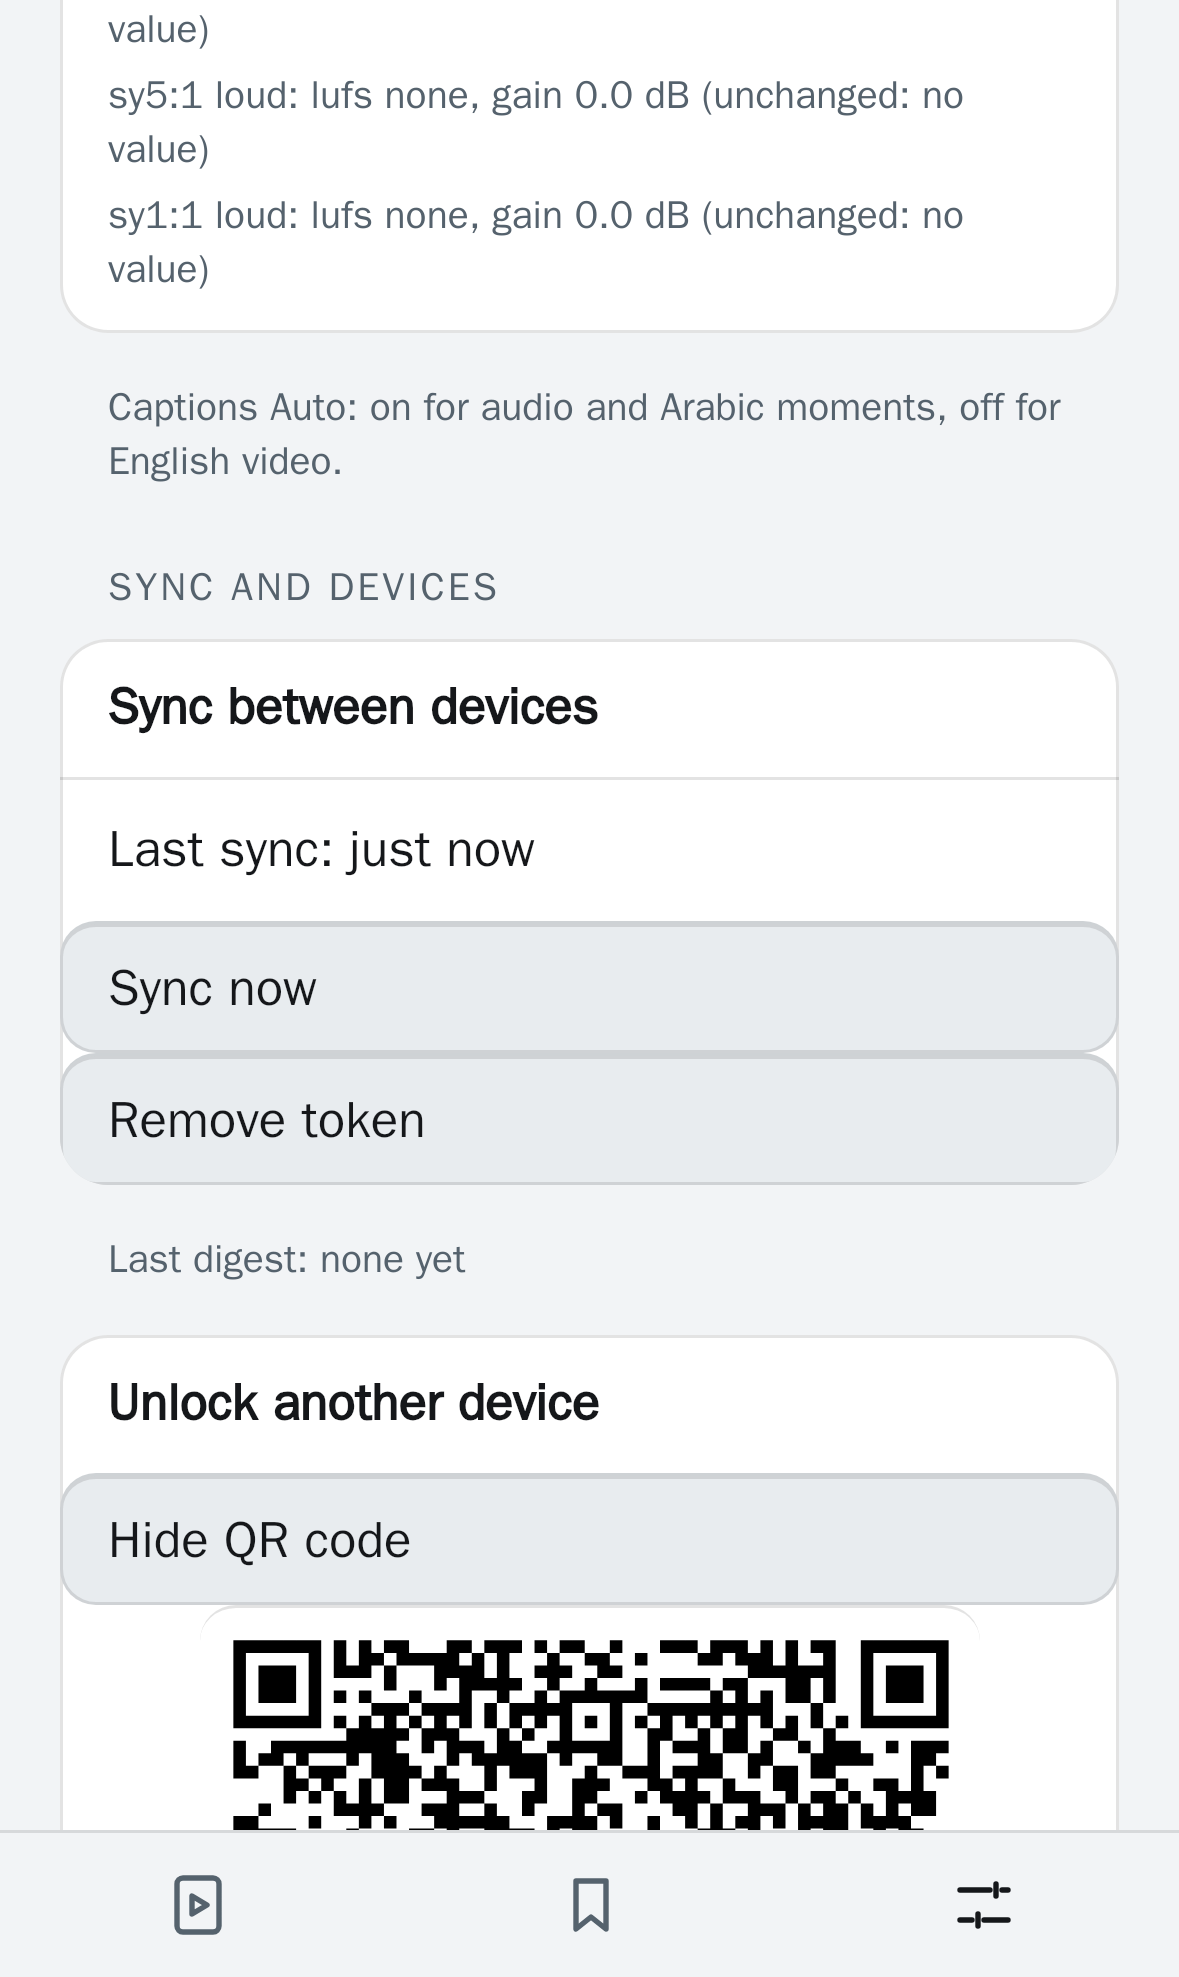 value)
sy5:1 loud: lufs none, gain 0.0 dB (unchanged: no
value)
sy1:1 loud: lufs none, gain 0.0 dB (unchanged: no
value)
Captions Auto: on for audio and Arabic moments, off for
English video.
SYNC AND DEVICES
Sync between devices
Last sync: just now
Sync now
Remove token
Last digest: none yet
Unlock another device
Hide QR code